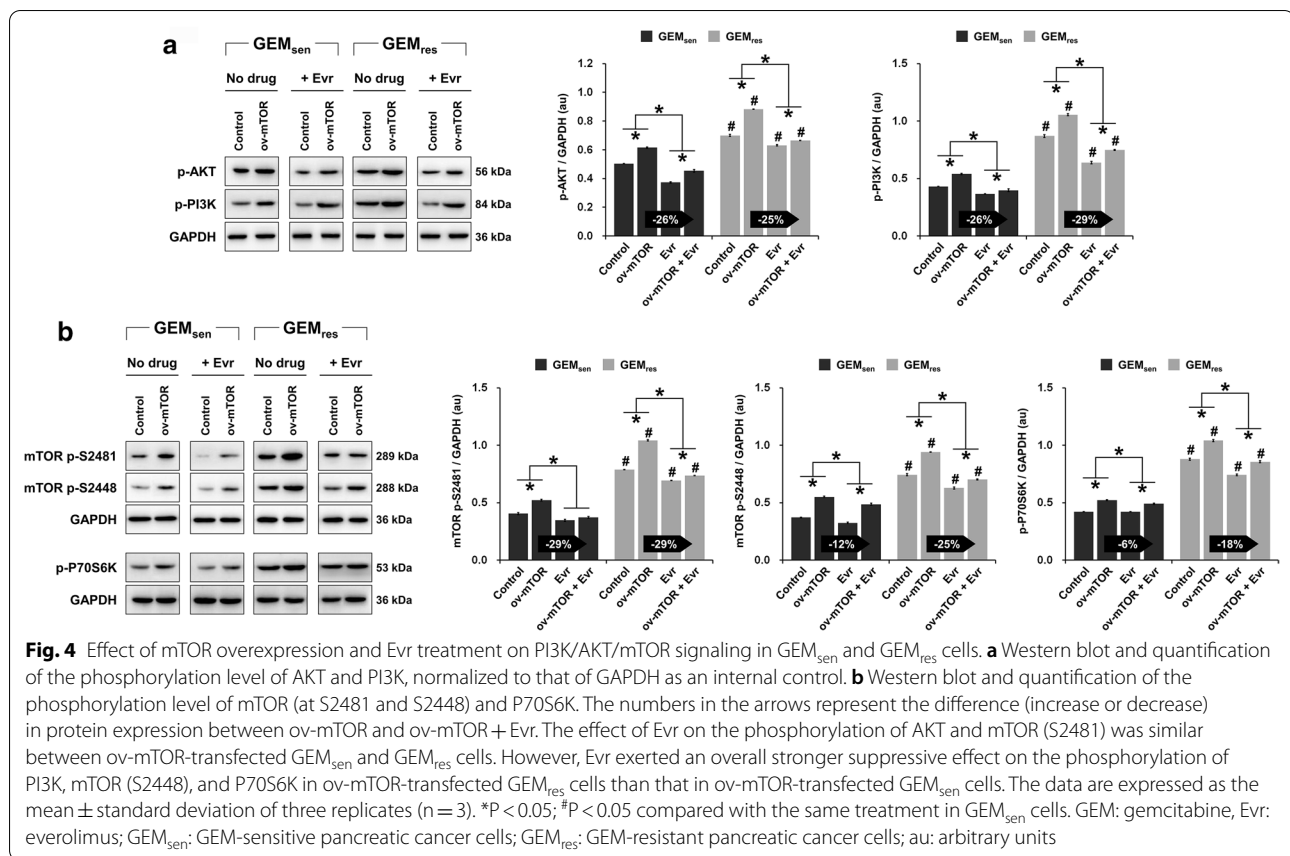 a
GEMsen GEMres
No drug + Evr No drug + Evr
Control ov-mTOR Control ov-mTOR Control ov-mTOR Control ov-mTOR
p-AKT 56 kDa
p-PI3K 84 kDa
GAPDH 36 kDa
GEMsen GEMres
p-AKT / GAPDH (au)
1.2
1.0
0.8
0.6
0.4
0.2
0.0
* * * # # * * # * #
-26% -25%
Control ov-mTOR Evr ov-mTOR + Evr Control ov-mTOR Evr ov-mTOR + Evr
GEMsen GEMres
p-PI3K / GAPDH (au)
1.5
1.0
0.5
0.0
* * * # * # * # * #
-26% -29%
Control ov-mTOR Evr ov-mTOR + Evr Control ov-mTOR Evr ov-mTOR + Evr
b
GEMsen GEMres
No drug + Evr No drug + Evr
Control ov-mTOR Control ov-mTOR Control ov-mTOR Control ov-mTOR
mTOR p-S2481 289 kDa
mTOR p-S2448 288 kDa
GAPDH 36 kDa
p-P70S6K 53 kDa
GAPDH 36 kDa
GEMsen GEMres
mTOR p-S2481 / GAPDH (au)
1.5
1.0
0.5
0.0
* * # * # * # * #
-29% -29%
Control ov-mTOR Evr ov-mTOR + Evr Control ov-mTOR Evr ov-mTOR + Evr
GEMsen GEMres
mTOR p-S2448 / GAPDH (au)
1.5
1.0
0.5
0.0
* * * # * # * # * #
-12% -25%
Control ov-mTOR Evr ov-mTOR + Evr Control ov-mTOR Evr ov-mTOR + Evr
GEMsen GEMres
p-P70S6K / GAPDH (au)
1.5
1.0
0.5
0.0
* * * # * # * # * #
-6% -18%
Control ov-mTOR Evr ov-mTOR + Evr Control ov-mTOR Evr ov-mTOR + Evr
Fig. 4 Effect of mTOR overexpression and Evr treatment on PI3K/AKT/mTOR signaling in GEMsen and GEMres cells. a Western blot and quantification
of the phosphorylation level of AKT and PI3K, normalized to that of GAPDH as an internal control. b Western blot and quantification of the
phosphorylation level of mTOR (at S2481 and S2448) and P70S6K. The numbers in the arrows represent the difference (increase or decrease)
in protein expression between ov-mTOR and ov-mTOR + Evr. The effect of Evr on the phosphorylation of AKT and mTOR (S2481) was similar
between ov-mTOR-transfected GEMsen and GEMres cells. However, Evr exerted an overall stronger suppressive effect on the phosphorylation of
PI3K, mTOR (S2448), and P70S6K in ov-mTOR-transfected GEMres cells than that in ov-mTOR-transfected GEMsen cells. The data are expressed as the
mean ± standard deviation of three replicates (n = 3). *P < 0.05; #P < 0.05 compared with the same treatment in GEMsen cells. GEM: gemcitabine, Evr:
everolimus; GEMsen: GEM-sensitive pancreatic cancer cells; GEMres: GEM-resistant pancreatic cancer cells; au: arbitrary units